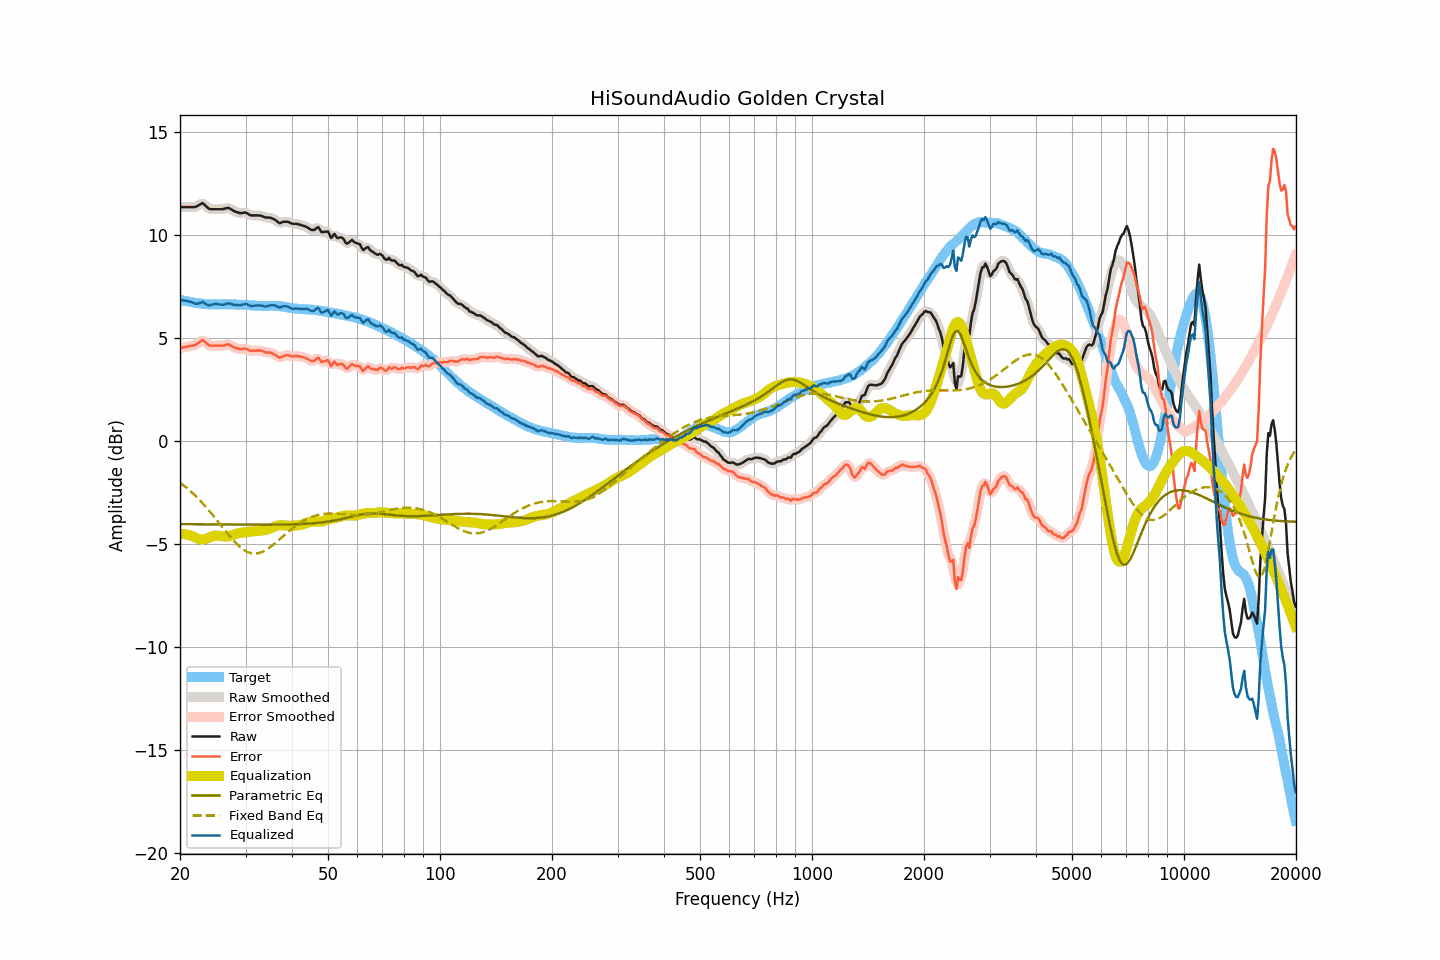 HiSoundAudio Golden Crystal
Amplitude (dBr)
15
10
5
0
−5
−10
−15
−20
Target
Raw Smoothed
Error Smoothed
Raw
Error
Equalization
Parametric Eq
Fixed Band Eq
Equalized
20 50 100 200 500 1000 2000 5000 10000 20000
Frequency (Hz)